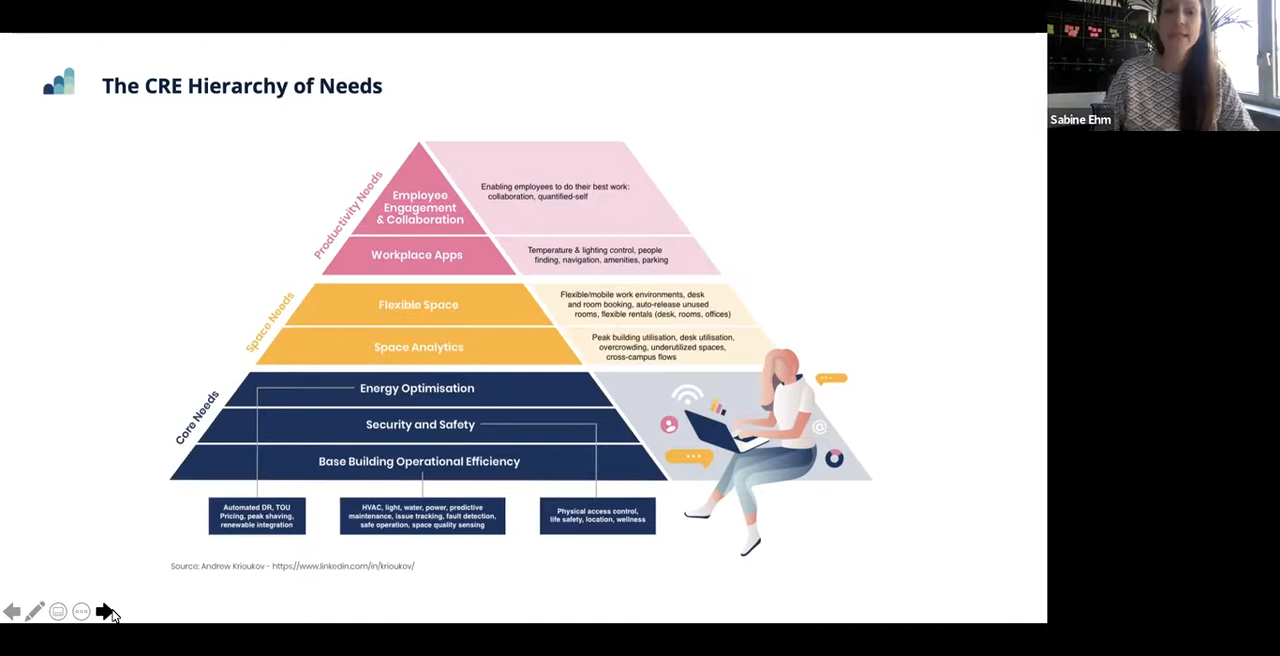 The CRE Hierarchy of Needs
Sabine Ehm
Productivity Needs
Employee
Engagement
& Collaboration
Enabling employees to do their best work:
collaboration, quantified-self
Workplace Apps
Temperature & lighting control, people
finding, navigation, amenities, parking
Space Needs
Flexible Space
Flexible/mobile work environments, desk
and room booking, auto-release unused
rooms, flexible rentals (desk, rooms, offices)
Space Analytics
Peak building utilisation, desk utilisation,
overcrowding, underutilized spaces,
cross-campus flows
Core Needs
Energy Optimisation
Security and Safety
Base Building Operational Efficiency
@
Automated DR, TOU
Pricing, peak shaving,
renewable integration
HVAC, light, water, power, predictive
maintenance, issue tracking, fault detection,
safe operation, space quality sensing
Physical access control,
life safety, location, wellness
Source: Andrew Krioukov - https://www.linkedin.com/in/krioukov/